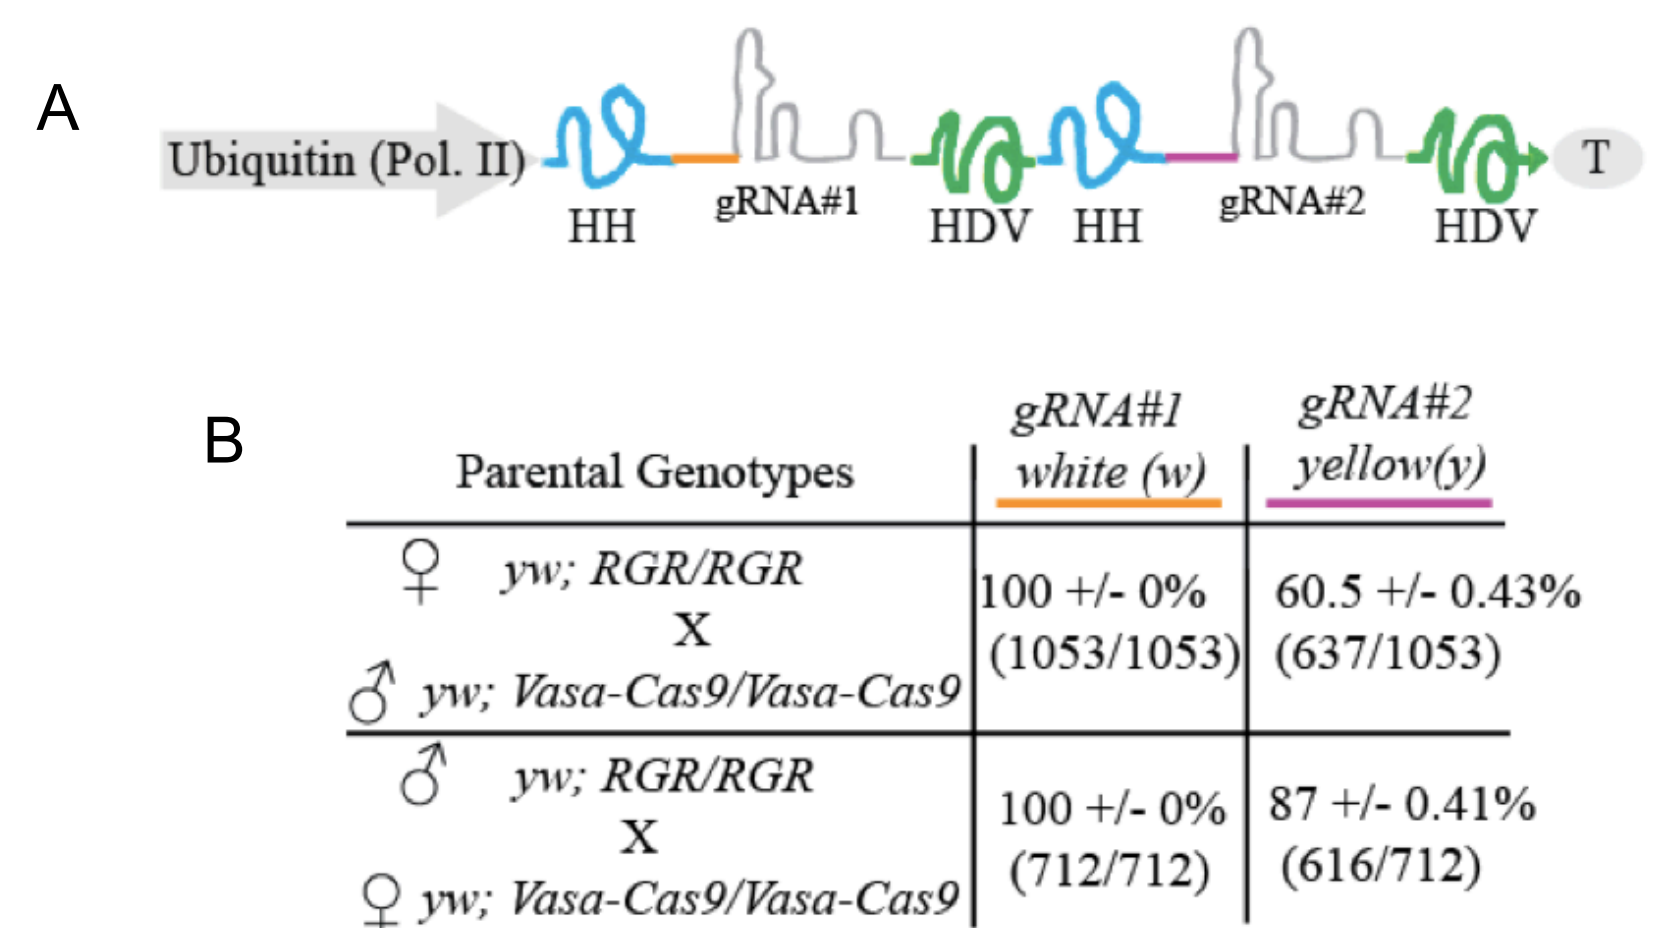 A
Ubiquitin (Pol. II)
T
gRNA#1
gRNA#2
HH
HDV
HH
HDV
B
Parental Genotypes
gRNA#1
white (w)
gRNA#2
yellow(y)
♀ yw; RGR/RGR
X
♂ yw; Vasa-Cas9/Vasa-Cas9
100 +/- 0%
(1053/1053)
60.5 +/- 0.43%
(637/1053)
♂ yw; RGR/RGR
X
♀ yw; Vasa-Cas9/Vasa-Cas9
100 +/- 0%
(712/712)
87 +/- 0.41%
(616/712)